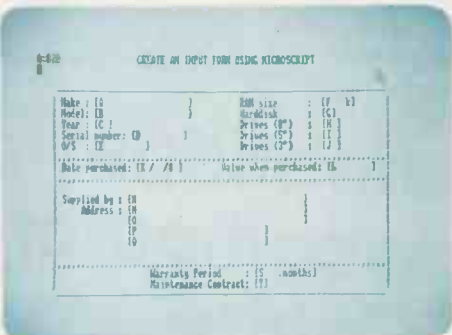 CREATE AN INPUT FORM USING MICROSCRIPT
Make : [A ] RAM size : [F k]
Model: [B ] Harddisk : [G]
Year : [C ] Drives (8") : [H ]
Serial number: [D ] Drives (5") : [I ]
O/S : [E ] Drives (3") : [J ]
Date purchased: [K / /8 ] Value when purchased: [L ]
Supplied by : [M ]
Address : [N ]
[O ]
[P ]
[Q ]
Warranty Period : [S .months]
Maintenance Contract: [T]